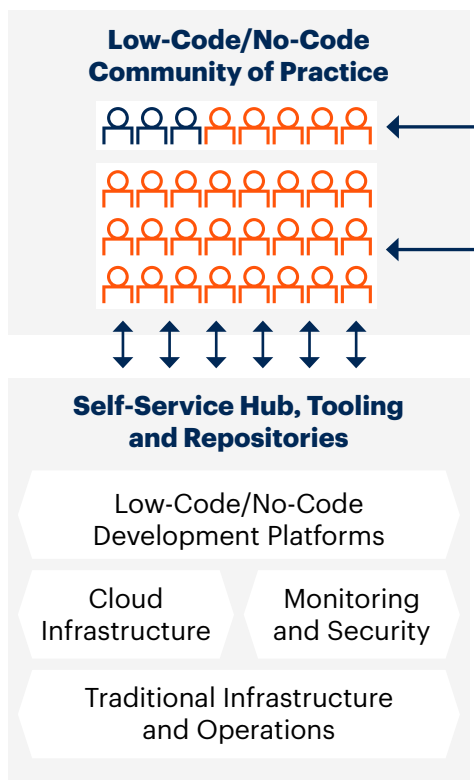 Low-Code/No-Code
Community of Practice
Self-Service Hub, Tooling
and Repositories
Low-Code/No-Code
Development Platforms
Cloud
Infrastructure
Monitoring
and Security
Traditional Infrastructure
and Operations